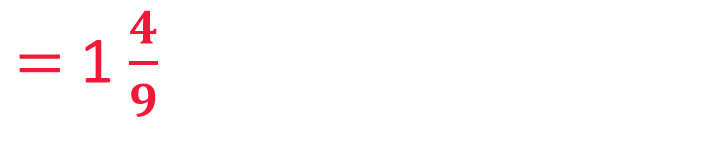 = 1 4/9